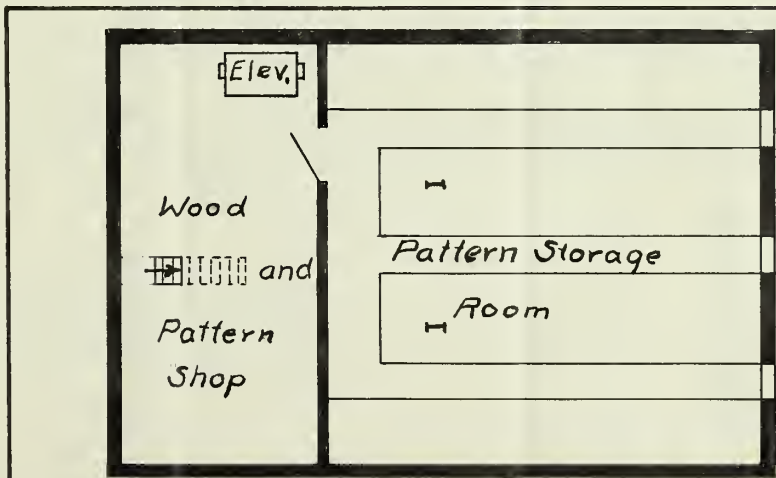 Elev.
Wood
and
Pattern
Shop
Pattern Storage
Room